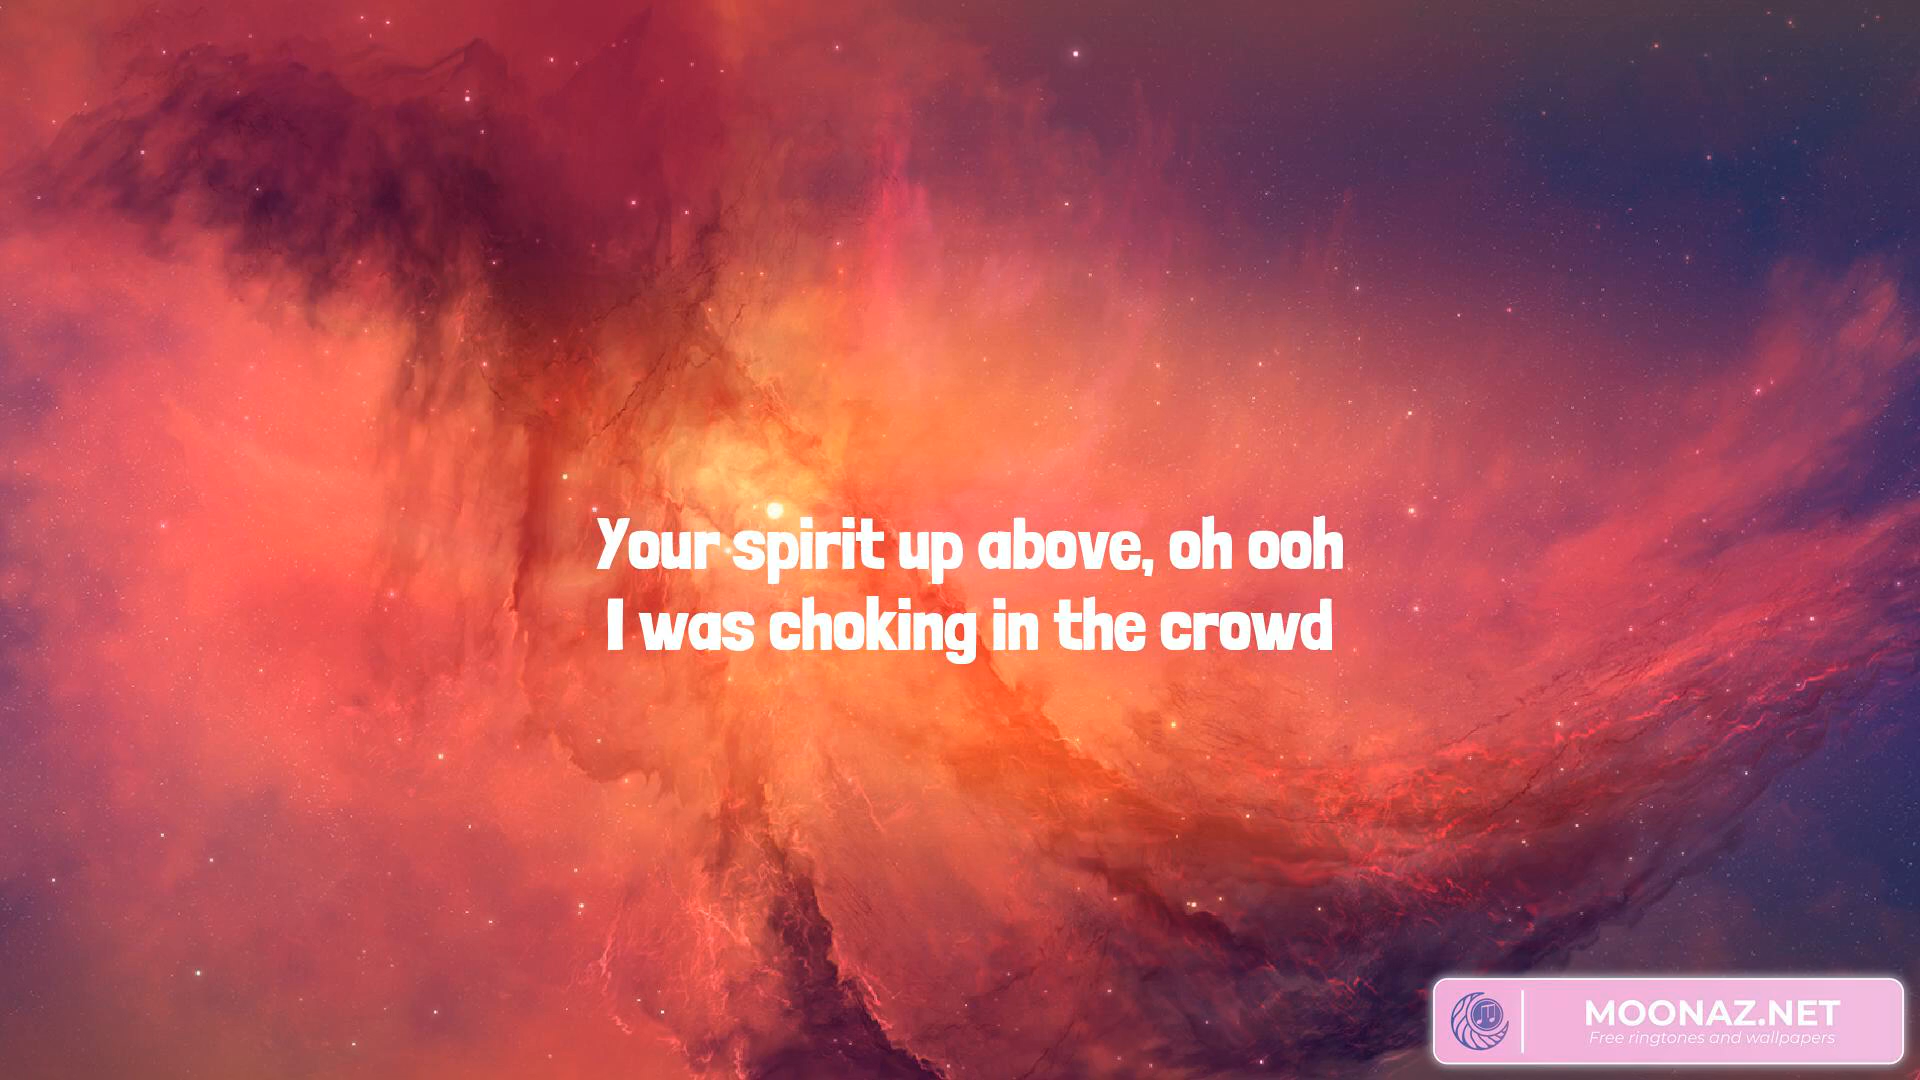 Your spirit up above, oh ooh
I was choking in the crowd
MOONAZ.NET
Free ringtones and wallpapers